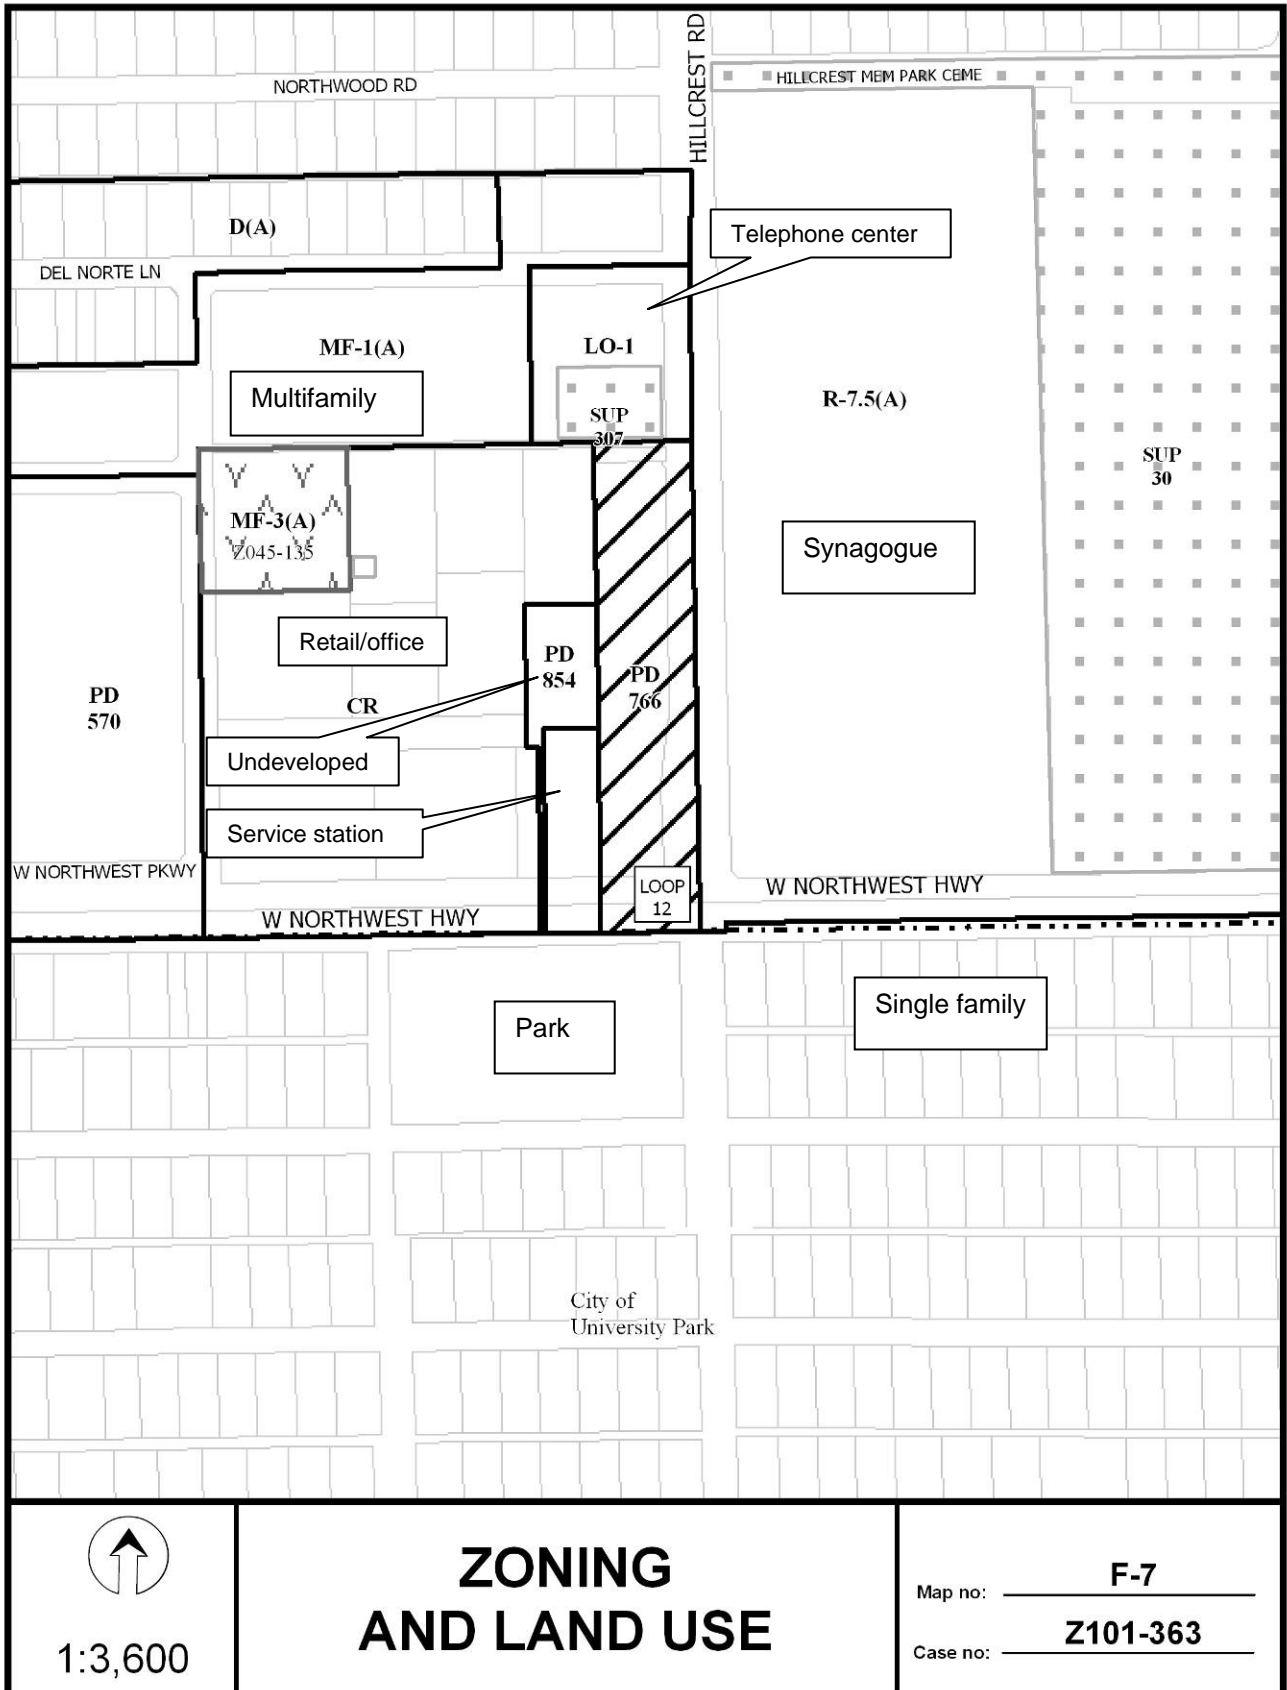 HILLCREST RD
NORTHWOOD RD
HILLCREST MEM PARK CEME
D(A)
Telephone center
DEL NORTE LN
MF-1(A)
LO-1
Multifamily
R-7.5(A)
SUP
307
SUP
30
MF-3(A)
Z045-135
Synagogue
Retail/office
PD
854
PD
766
PD
570
CR
Undeveloped
Service station
W NORTHWEST PKWY
LOOP
12
W NORTHWEST HWY
W NORTHWEST HWY
Single family
Park
City of
University Park
1:3,600
ZONING
AND LAND USE
Map no: F-7
Case no: Z101-363